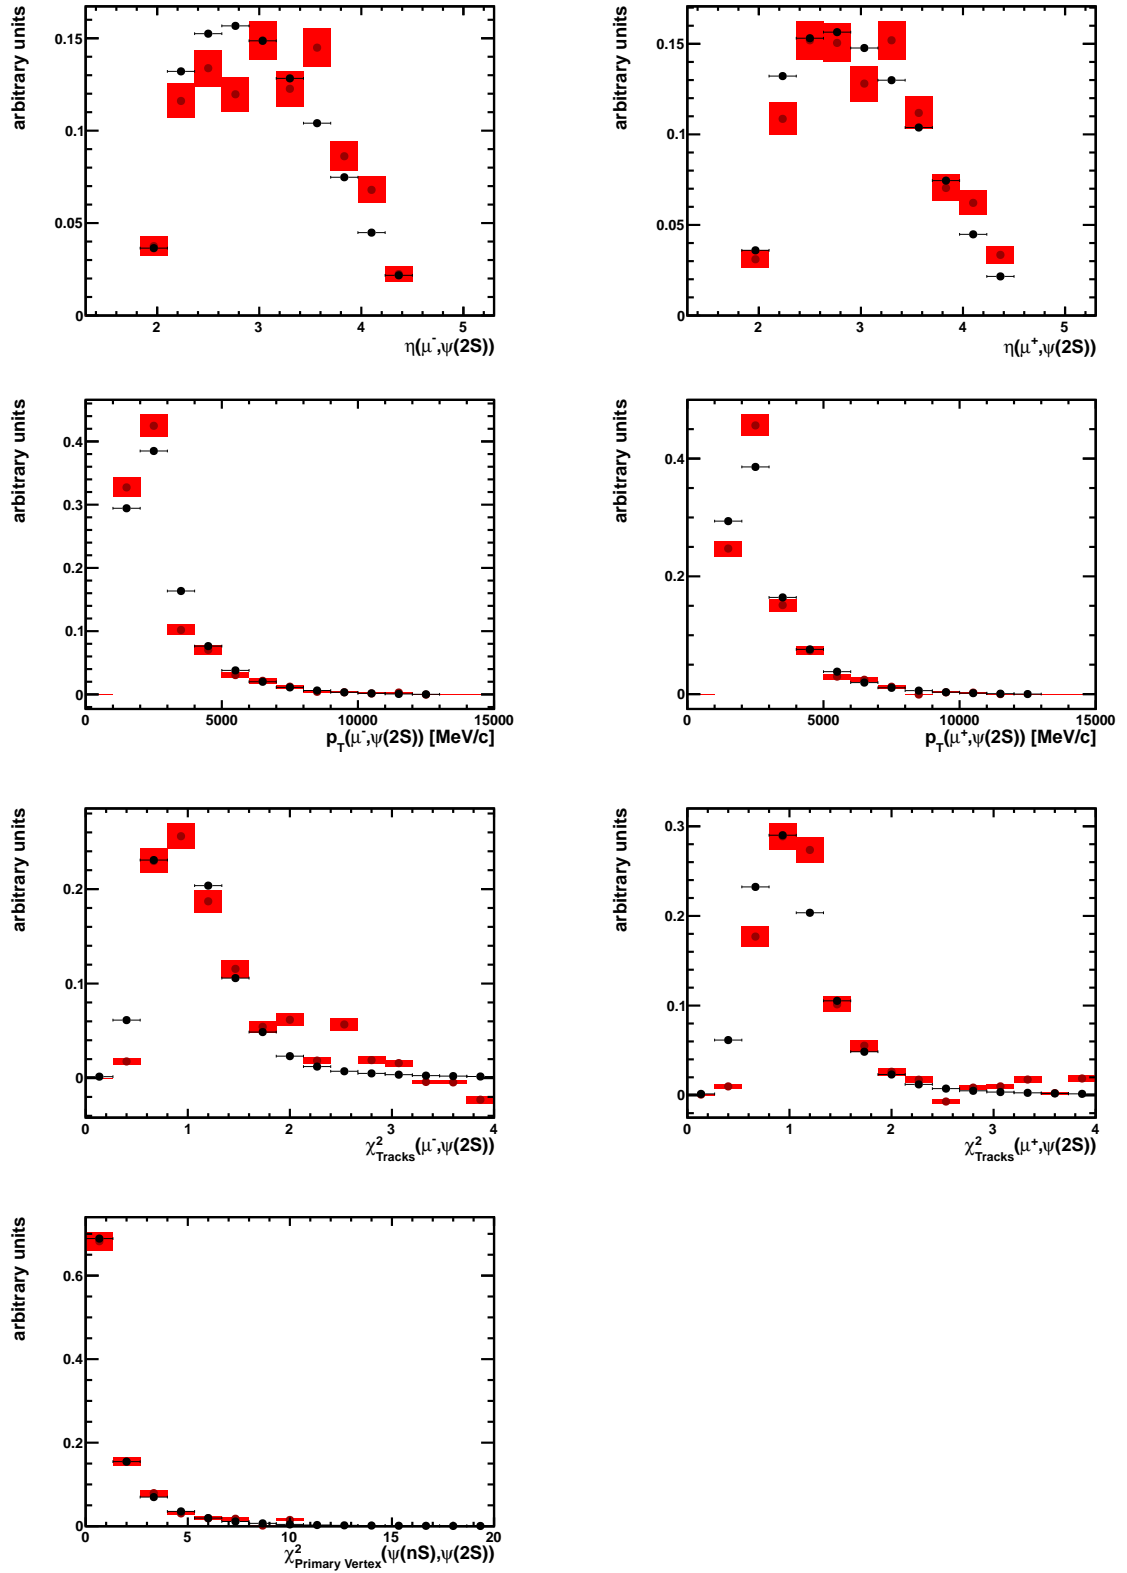 arbitrary units
0.15
0.1
0.05
0
2 3 4 5
η(μ⁻,ψ(2S))
arbitrary units
0.15
0.1
0.05
0
2 3 4 5
η(μ⁺,ψ(2S))
arbitrary units
0.4
0.3
0.2
0.1
0
0 5000 10000 15000
p_T(μ⁻,ψ(2S)) [MeV/c]
arbitrary units
0.4
0.2
0
0 5000 10000 15000
p_T(μ⁺,ψ(2S)) [MeV/c]
arbitrary units
0.2
0.1
0
0 1 2 3 4
χ²_Tracks(μ⁻,ψ(2S))
arbitrary units
0.3
0.2
0.1
0
0 1 2 3 4
χ²_Tracks(μ⁺,ψ(2S))
arbitrary units
0.6
0.4
0.2
0
0 5 10 15 20
χ²_Primary Vertex(ψ(nS),ψ(2S))